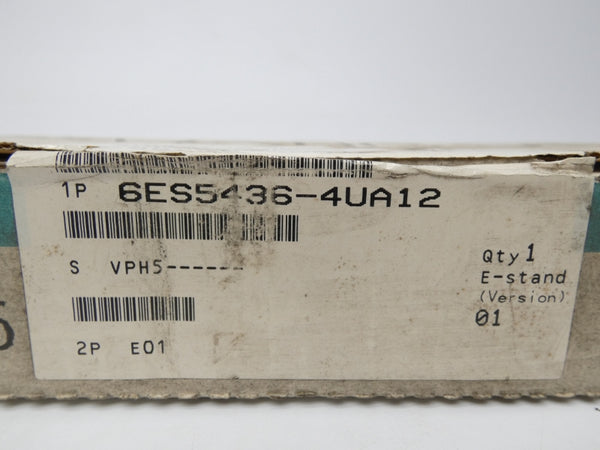 1P 6ES5436-4UA12
S VPH5------
2P E01
Qty 1
E-stand
(Version)
01